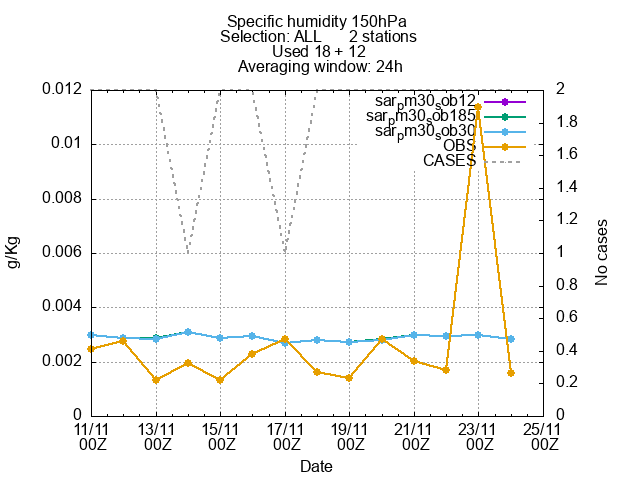 Specific humidity 150hPa
Selection: ALL 2 stations
Used 18 + 12
Averaging window: 24h
sarpm30sob12
sarpm30sob185
sarpm30sob30
OBS
CASES
0.012
0.01
0.008
0.006
0.004
0.002
0
g/Kg
2
1.8
1.6
1.4
1.2
1
0.8
0.6
0.4
0.2
0
No cases
11/11 13/11 15/11 17/11 19/11 21/11 23/11 25/11
00Z 00Z 00Z 00Z 00Z 00Z 00Z 00Z
Date